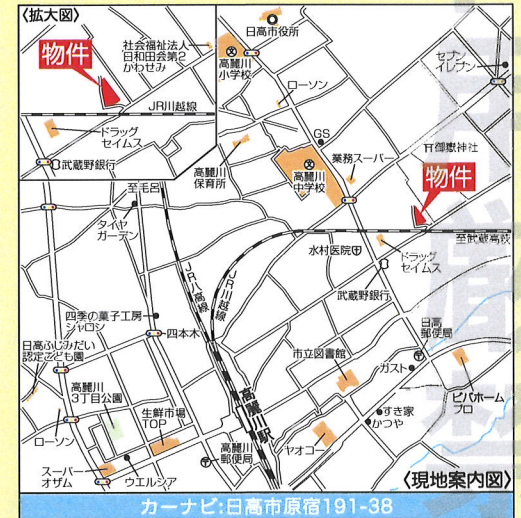 〈拡大図〉
物件
社会福祉法人
日和田会第2
かわせみ
JR川越線
ドラッグ
セイムス
武蔵野銀行
日高市役所
高麗川
小学校
セブン
イレブン
ローソン
GS
高麗川
保育所
高麗川
中学校
業務スーパー
御嶽神社
物件
至武蔵高萩
水村医院
ドラッグ
セイムス
武蔵野銀行
至毛呂
タイヤ
ガーデン
JR八高線
JR川越線
四季の菓子工房
シャロン
四本木
日高ふじみだい
認定こども園
高麗川
3丁目公園
生鮮市場
TOP
ローソン
スーパー
オザム
ウエルシア
高麗川駅
高麗川
郵便局
市立図書館
日高
郵便局
ガスト
すき家
かつや
ビバホーム
プロ
ヤオコー
〈現地案内図〉
カーナビ:日高市原宿191-38